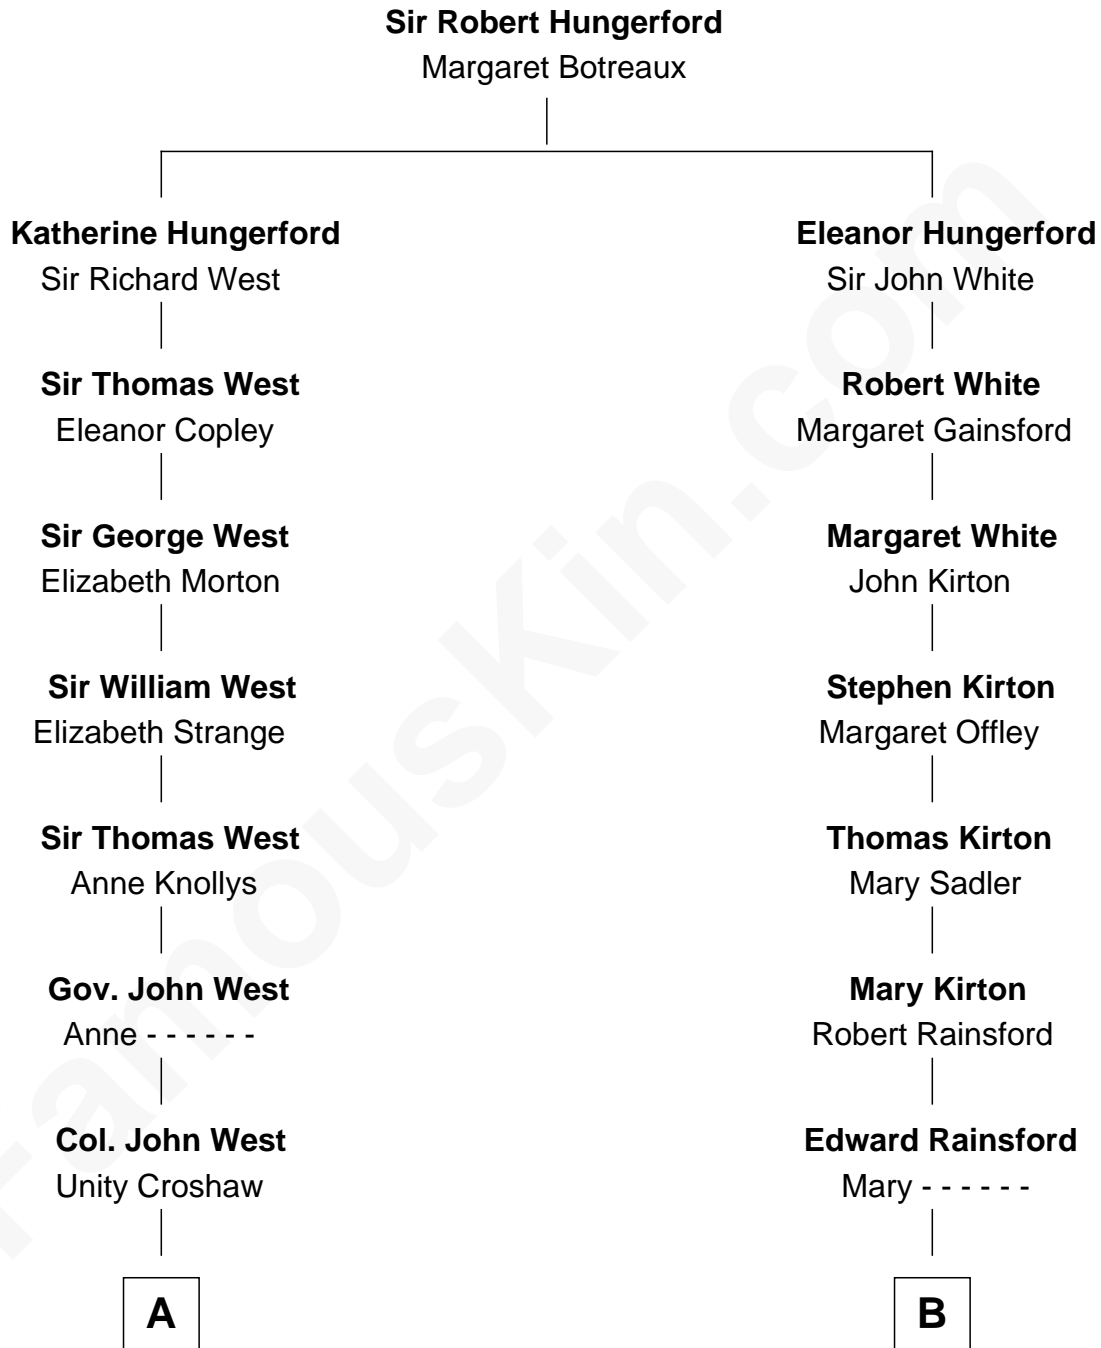 Sir Robert Hungerford
Margaret Botreaux
Katherine Hungerford
Sir Richard West
Eleanor Hungerford
Sir John White
Sir Thomas West
Eleanor Copley
Robert White
Margaret Gainsford
Sir George West
Elizabeth Morton
Margaret White
John Kirton
Sir William West
Elizabeth Strange
Stephen Kirton
Margaret Offley
Sir Thomas West
Anne Knollys
Thomas Kirton
Mary Sadler
Gov. John West
Anne - - - - - -
Mary Kirton
Robert Rainsford
Col. John West
Unity Croshaw
Edward Rainsford
Mary - - - - - -
A
B
FamousKin.com